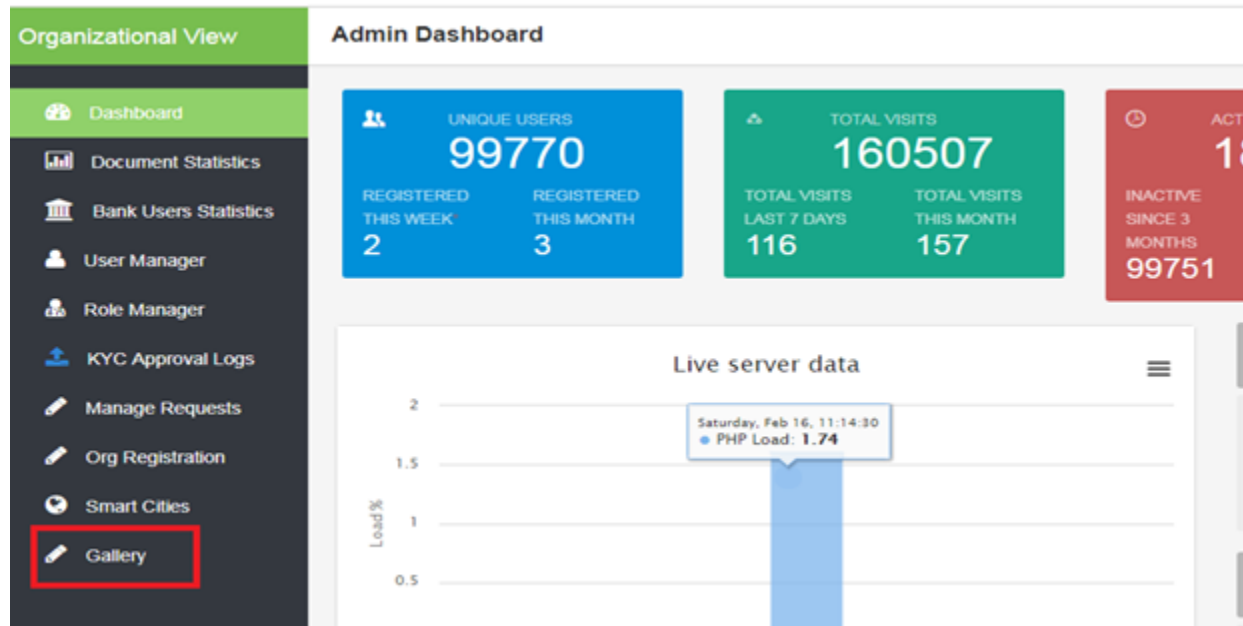 Organizational View
Admin Dashboard
Dashboard
Document Statistics
Bank Users Statistics
User Manager
Role Manager
KYC Approval Logs
Manage Requests
Org Registration
Smart Cities
Gallery
UNIQUE USERS
99770
REGISTERED THIS WEEK*
2
REGISTERED THIS MONTH
3
TOTAL VISITS
160507
TOTAL VISITS LAST 7 DAYS
116
TOTAL VISITS THIS MONTH
157
INACTIVE
SINCE 3
MONTHS
99751
Live server data
Saturday, Feb 16, 11:14:30
PHP Load: 1.74
Load%
2
1.5
1
0.5